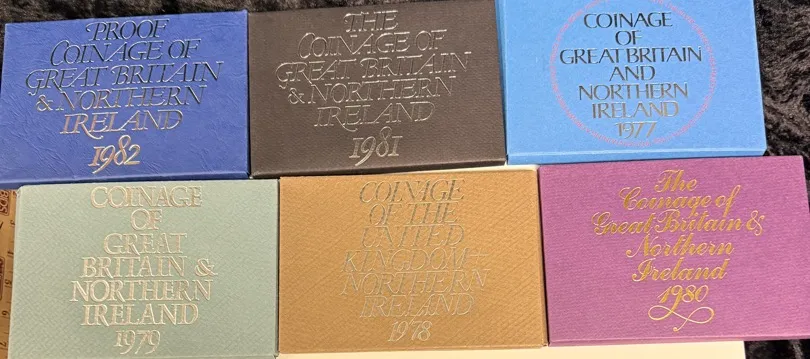 PROOF
COINAGE OF
GREAT BRITAIN
& NORTHERN
IRELAND
1982
THE
COINAGE OF
GREAT BRITAIN
& NORTHERN
IRELAND
1981
COINAGE
OF
GREAT BRITAIN
AND
NORTHERN
IRELAND
1977
COINAGE
OF
GREAT
BRITAIN &
NORTHERN
IRELAND
1979
COINAGE
OF THE
UNITED
KINGDOM +
NORTHERN
IRELAND
1978
The
Coinage of
Great Britain &
Northern
Ireland
1980